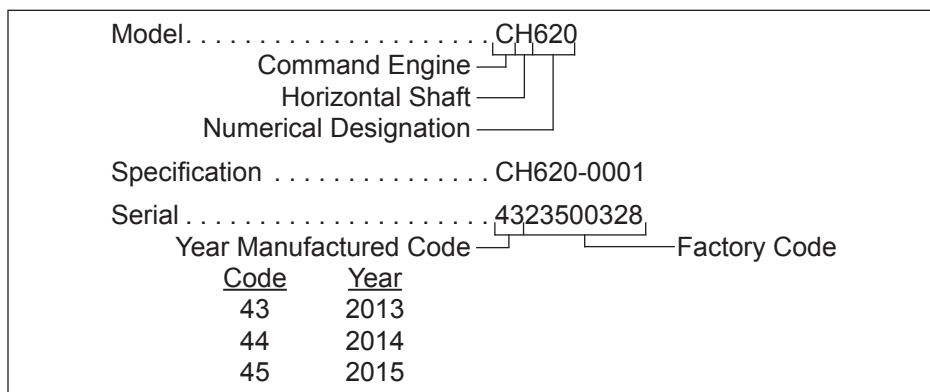 Model. . . . . . . . . . . . . . . . . . . . . CH620
Command Engine
Horizontal Shaft
Numerical Designation
Specification . . . . . . . . . . . . . . . CH620-0001
Serial . . . . . . . . . . . . . . . . . . . . . 4323500328
Year Manufactured Code Factory Code
Code Year
43 2013
44 2014
45 2015